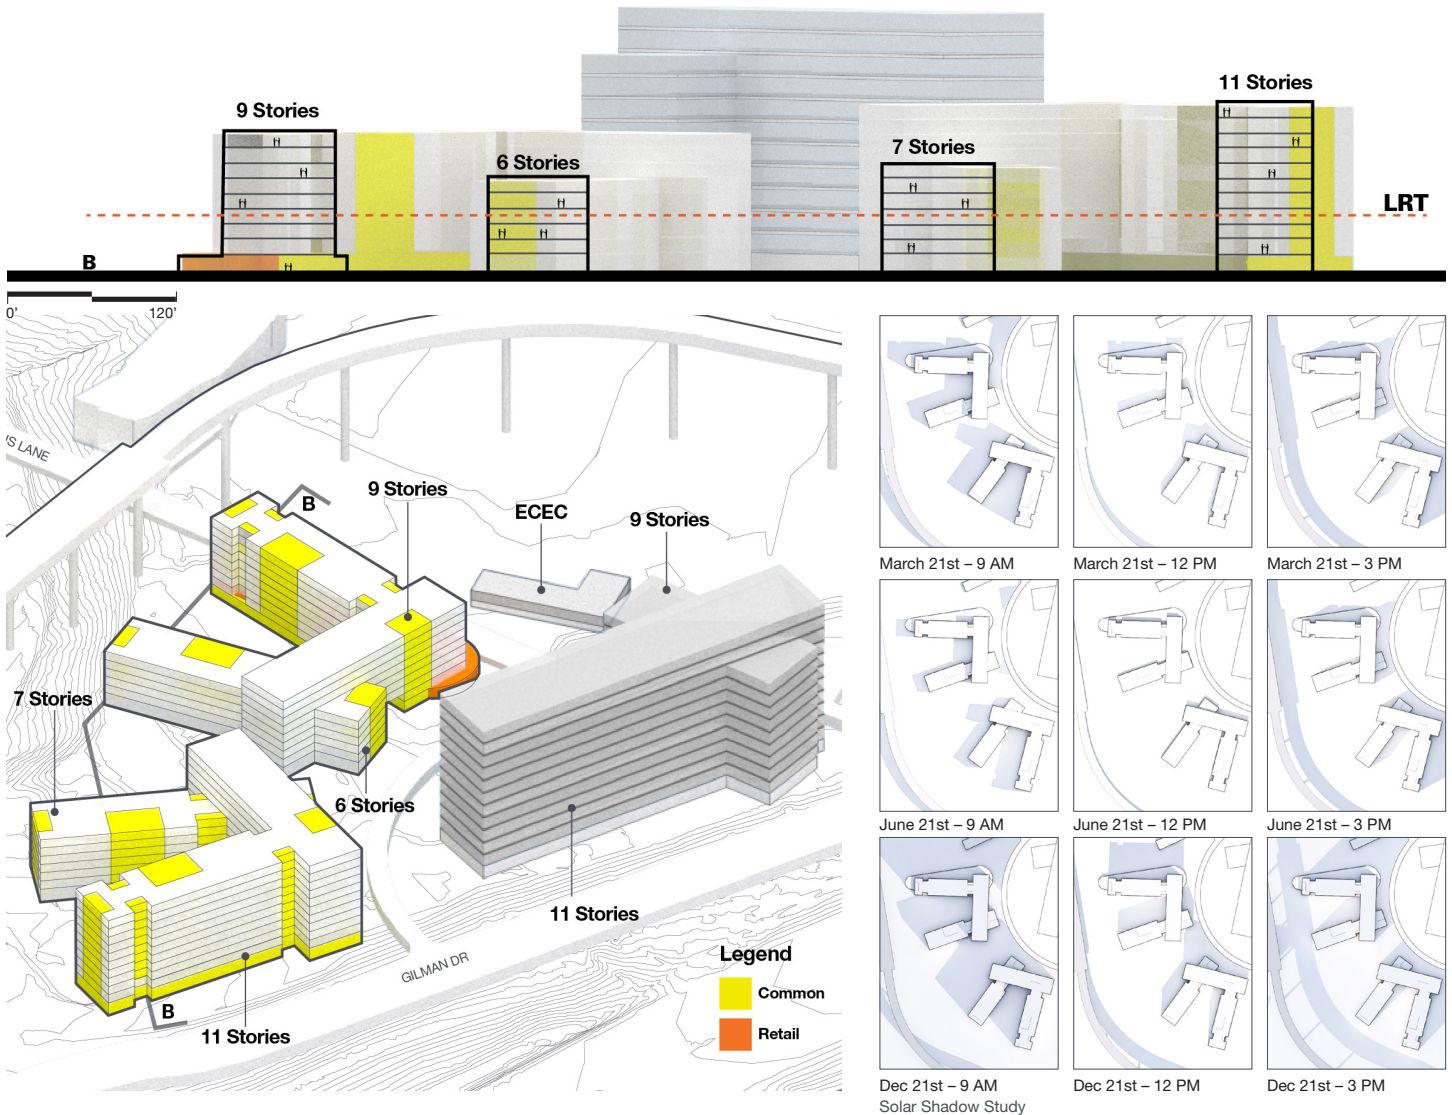 9 Stories
6 Stories
7 Stories
11 Stories
LRT
B
0'
120'
9 Stories
ECEC
9 Stories
B
7 Stories
6 Stories
11 Stories
B
11 Stories
GILMAN DR
LANE
Legend
Common
Retail
March 21st – 9 AM
March 21st – 12 PM
March 21st – 3 PM
June 21st – 9 AM
June 21st – 12 PM
June 21st – 3 PM
Dec 21st – 9 AM
Dec 21st – 12 PM
Dec 21st – 3 PM
Solar Shadow Study